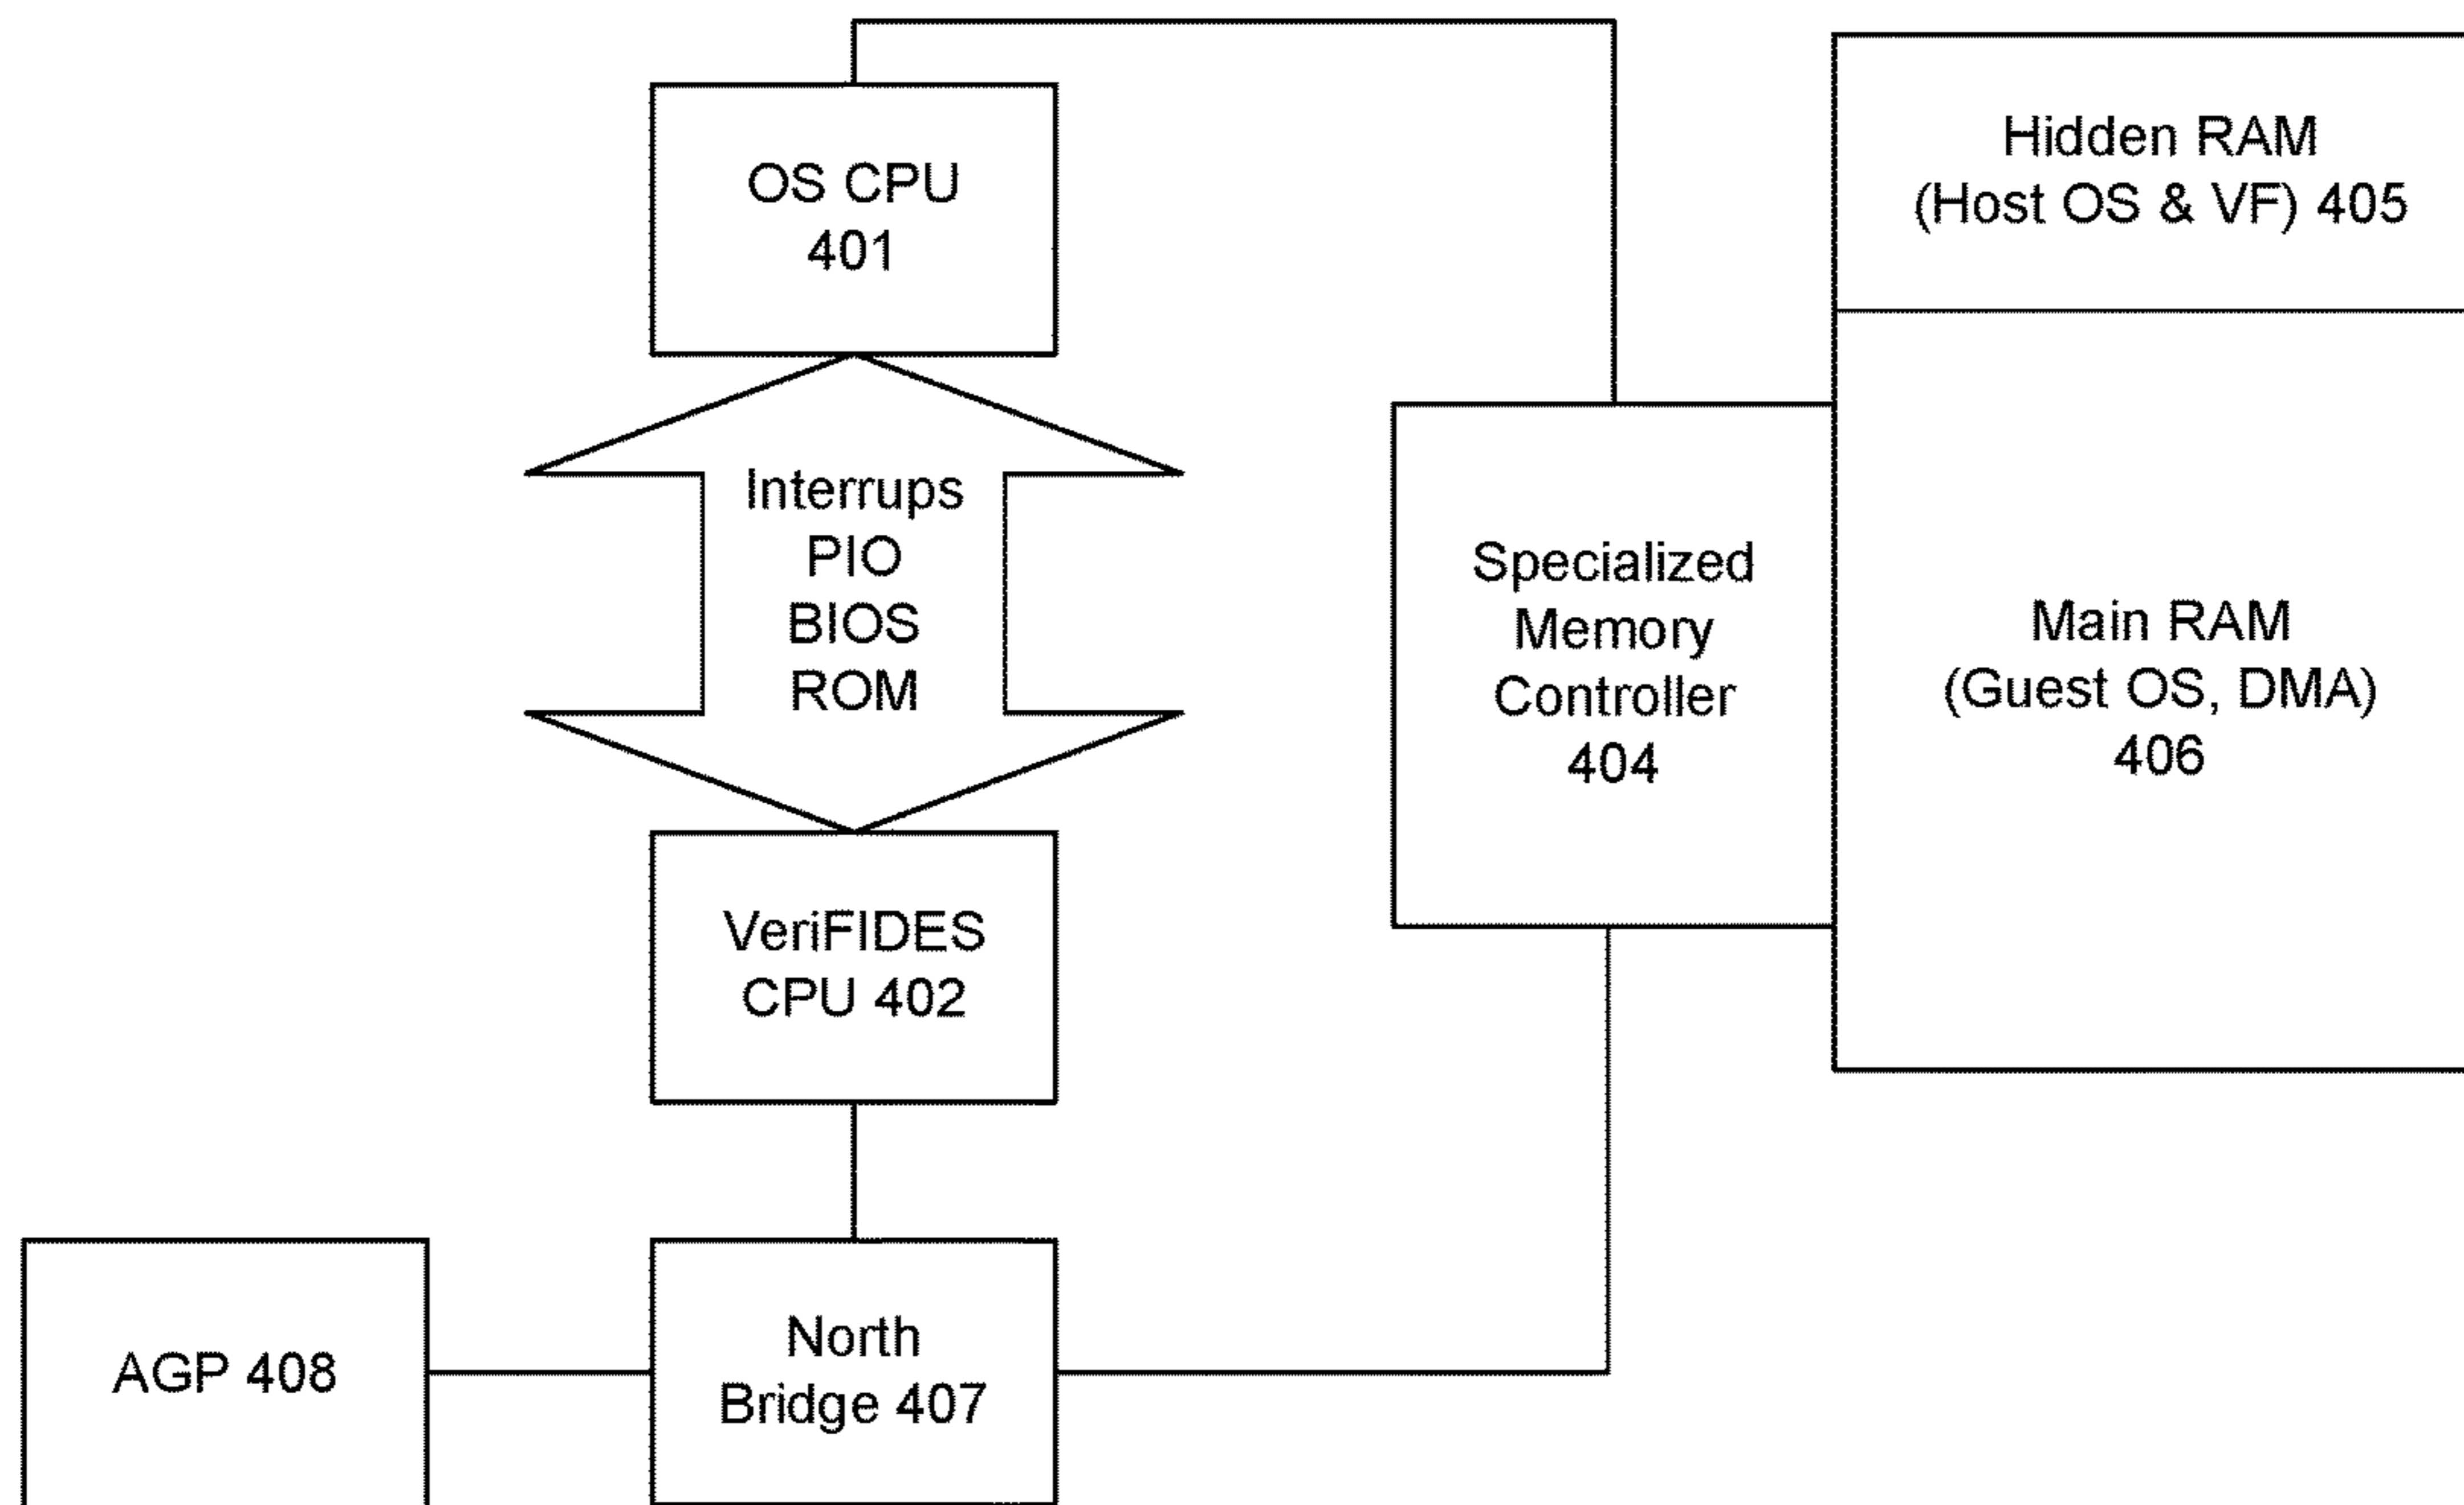 OS CPU
401
Hidden RAM
(Host OS & VF) 405
Interrups
PIO
BIOS
ROM
Specialized
Memory
Controller
404
Main RAM
(Guest OS, DMA)
406
VeriFIDES
CPU 402
AGP 408
North
Bridge 407